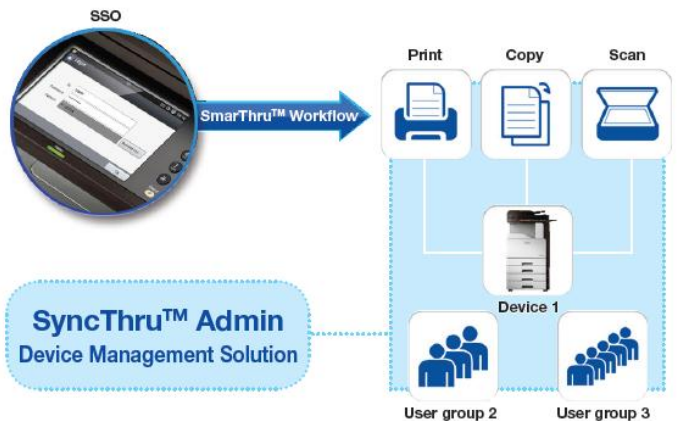 SSO
Print
Copy
Scan
SmarThru™ Workflow
Device 1
SyncThru™ Admin
Device Management Solution
User group 2
User group 3